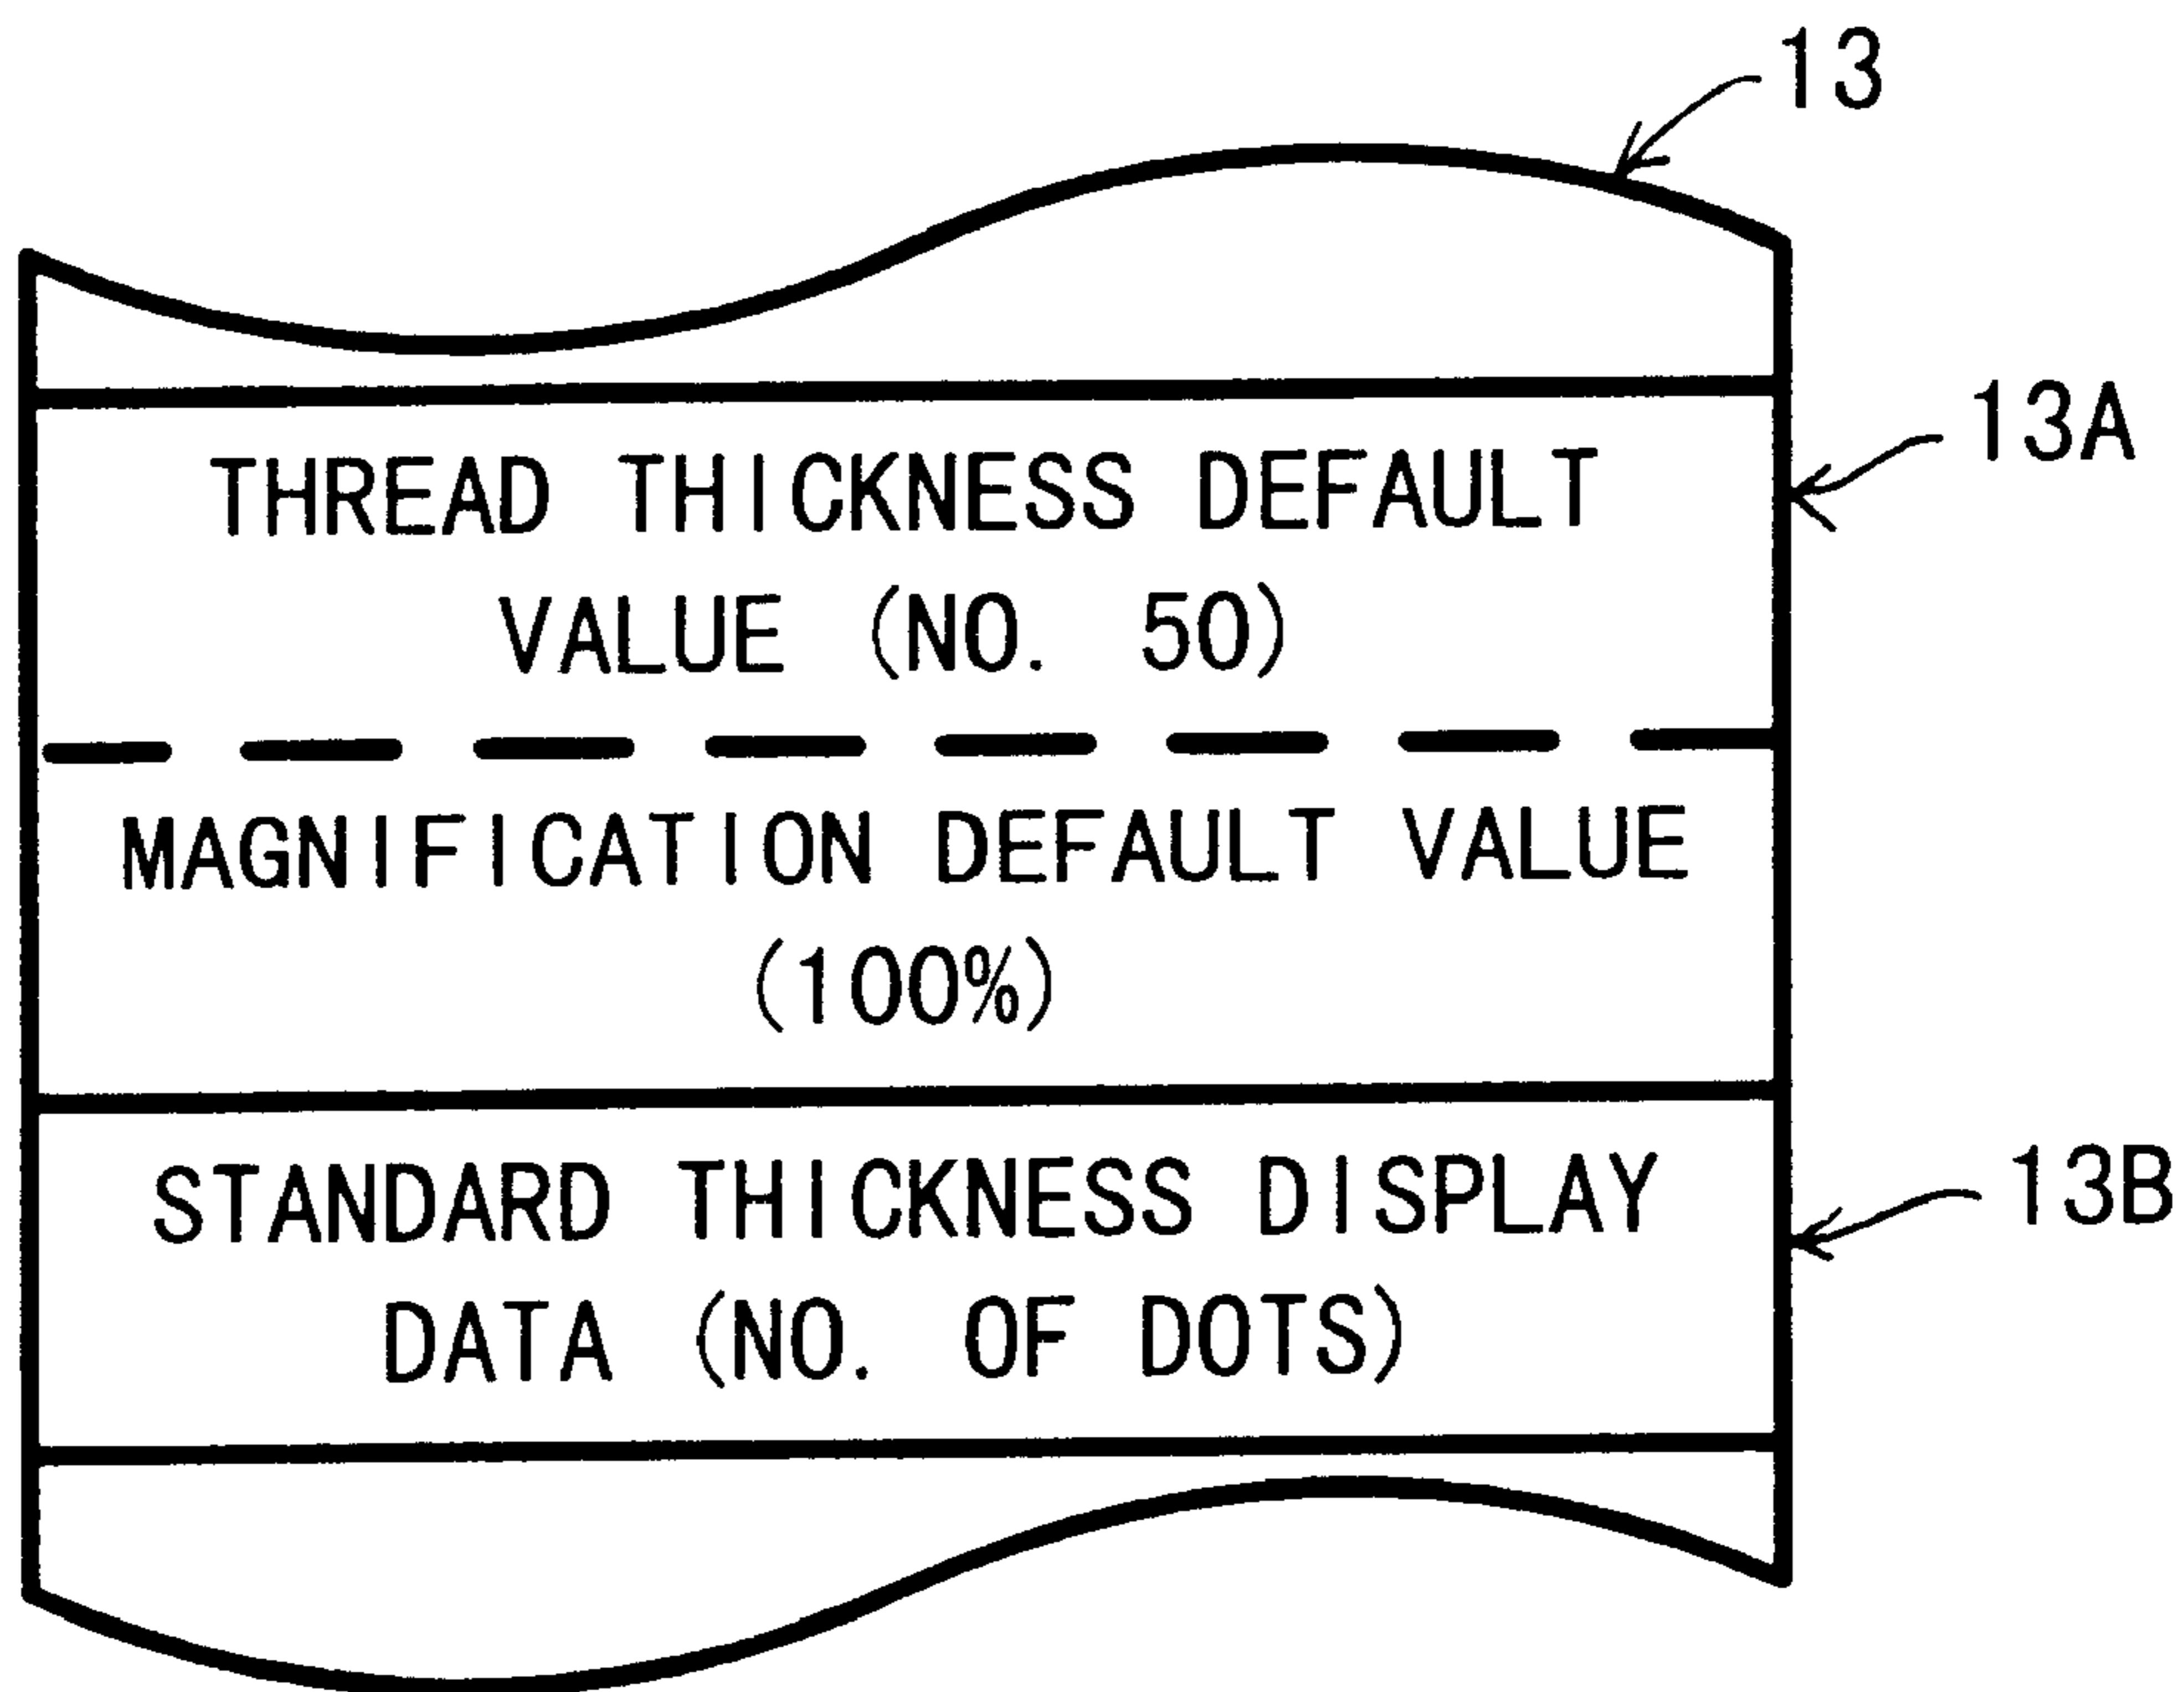 13
13A
THREAD THICKNESS DEFAULT
VALUE (NO. 50)
MAGNIFICATION DEFAULT VALUE
(100%)
13B
STANDARD THICKNESS DISPLAY
DATA (NO. OF DOTS)